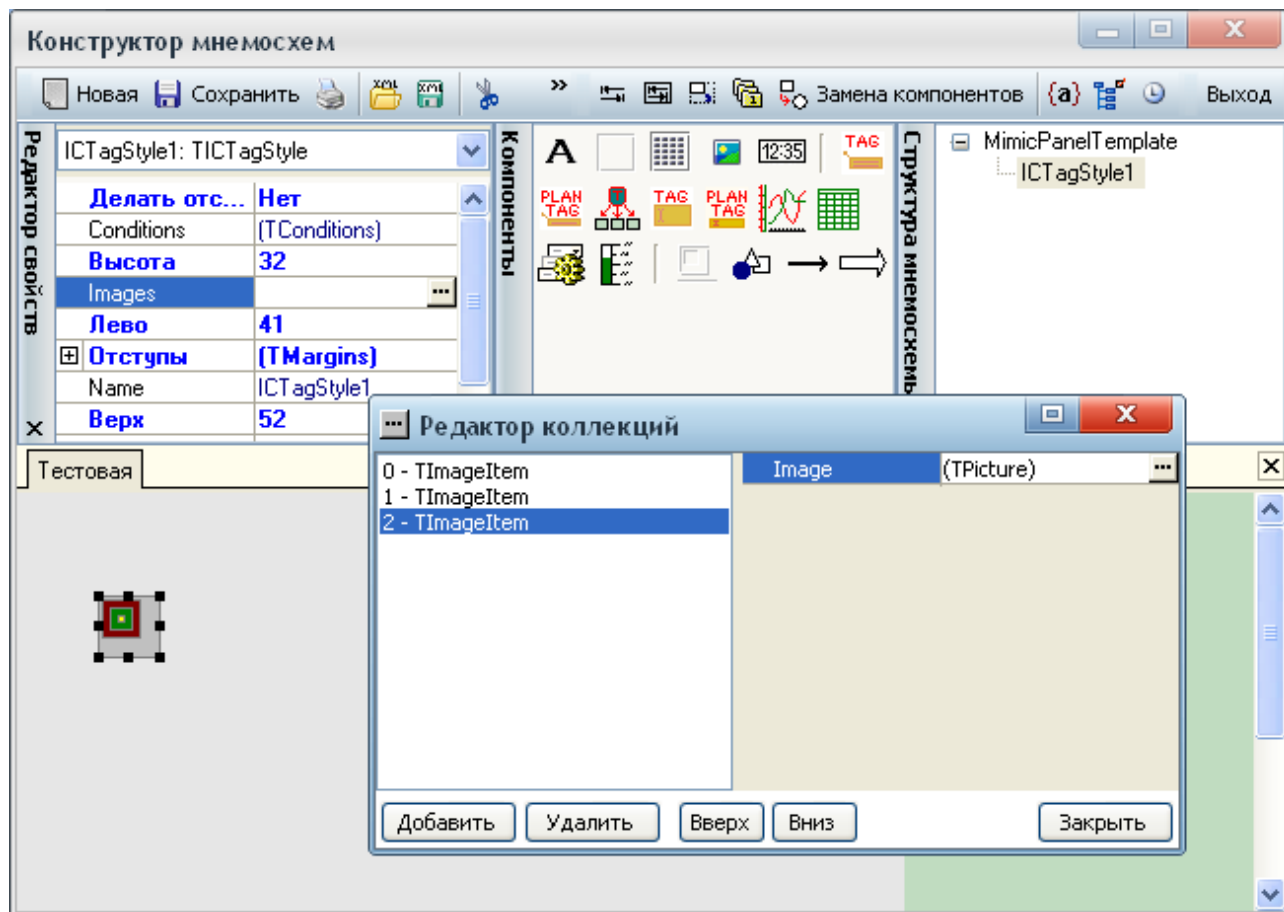 Конструктор мнемосхем
Новая Сохранить XML XML » Замена компонентов {a} Выход
Редактор свойств
ICTagStyle1: TICTagStyle
Делать отс... Нет
Conditions (TConditions)
Высота 32
Images ...
Лево 41
Отступы (TMargins)
Name ICTagStyle1
Верх 52
Компоненты
A 12:35 TAG
PLAN TAG T TAG PLAN TAG
Структура мнемосхемы
MimicPanelTemplate
ICTagStyle1
Тестовая
Редактор коллекций
0 - TImageItem
1 - TImageItem
2 - TImageItem
Image (TPicture) ...
Добавить Удалить Вверх Вниз Закрыть